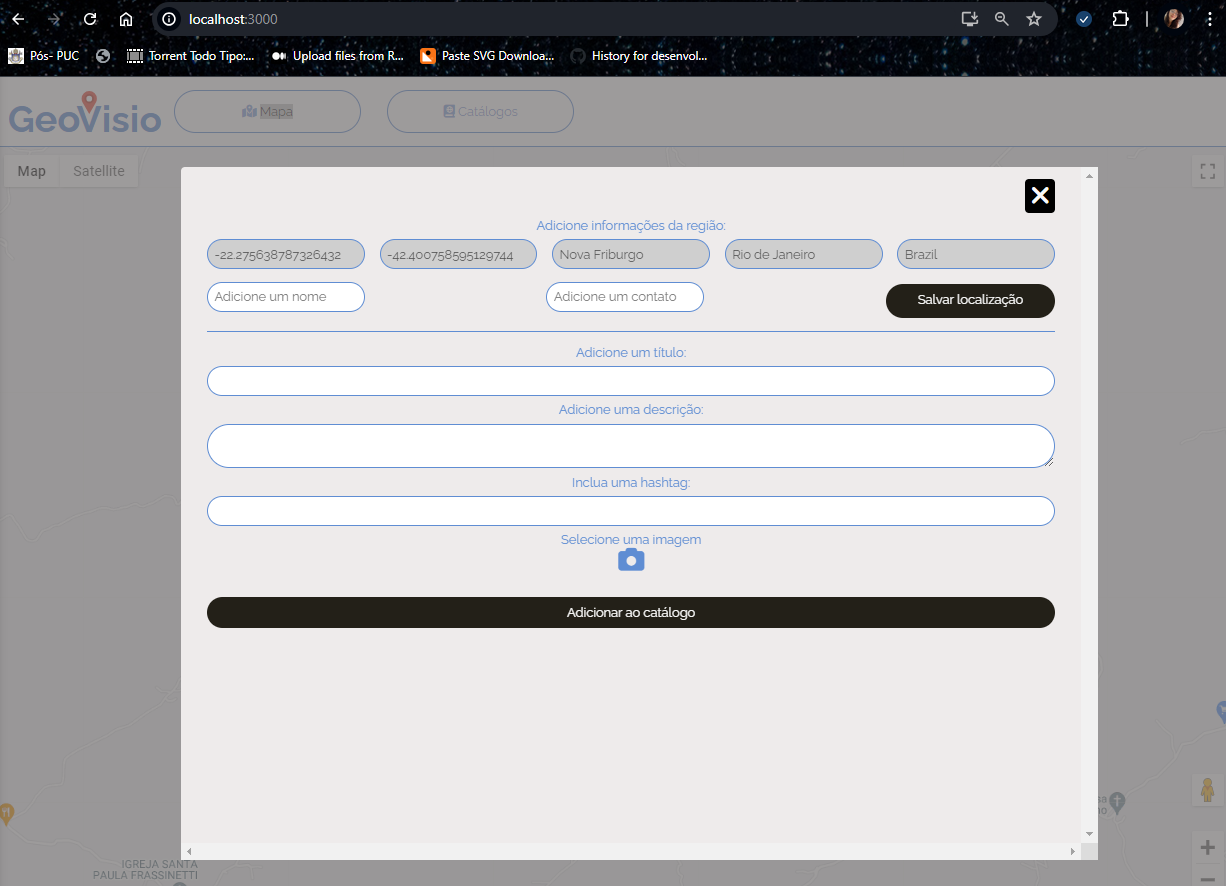 localhost:3000
Pós- PUC
Torrent Todo Tipo:...
Upload files from R...
Paste SVG Downloa...
History for desenvol...
GeoVisio
Mapa
Catálogos
Map
Satellite
Adicione informações da região:
-22.275638787326432
-42.400758595129744
Nova Friburgo
Rio de Janeiro
Brazil
Adicione um nome
Adicione um contato
Salvar localização
Adicione um título:
Adicione uma descrição:
Inclua uma hashtag:
Selecione uma imagem
Adicionar ao catálogo
IGREJA SANTA
PAULA FRASSINETTI